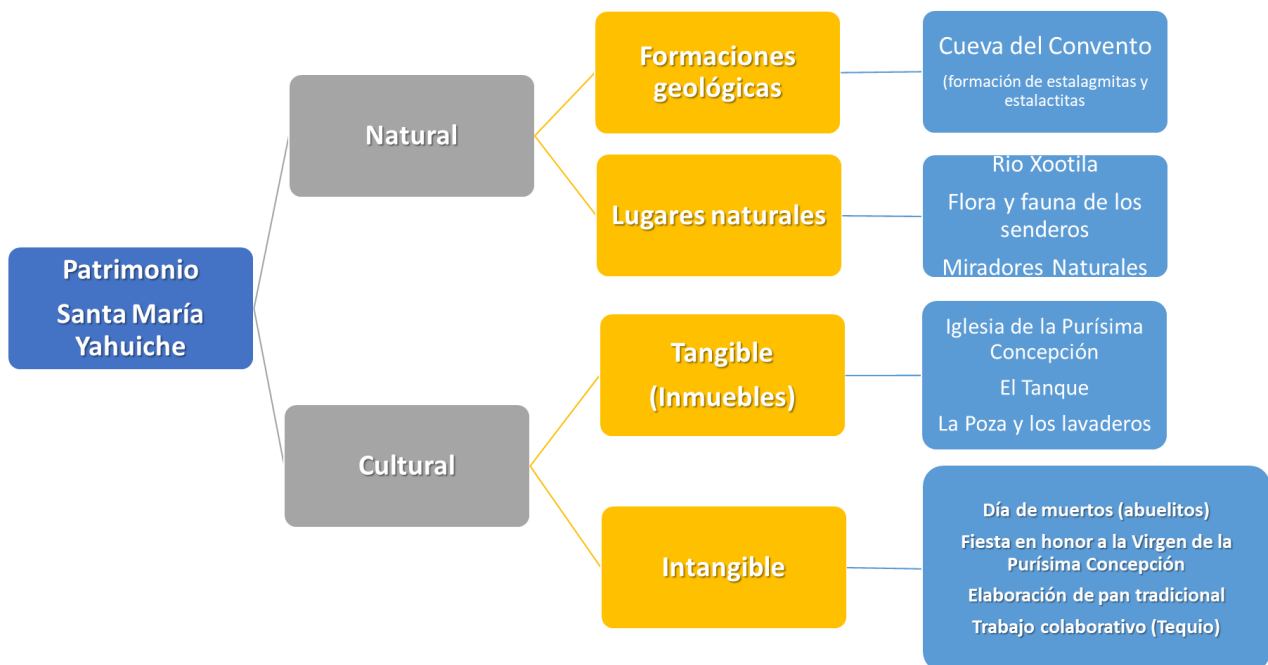 Patrimonio
Santa María
Yahuiche
Natural
Formaciones
geológicas
Cueva del Convento
(formación de estalagmitas y
estalactitas
Lugares naturales
Rio Xootila
Flora y fauna de los
senderos
Miradores Naturales
Cultural
Tangible
(Inmuebles)
Iglesia de la Purísima
Concepción
El Tanque
La Poza y los lavaderos
Intangible
Día de muertos (abuelitos)
Fiesta en honor a la Virgen de la
Purísima Concepción
Elaboración de pan tradicional
Trabajo colaborativo (Tequio)